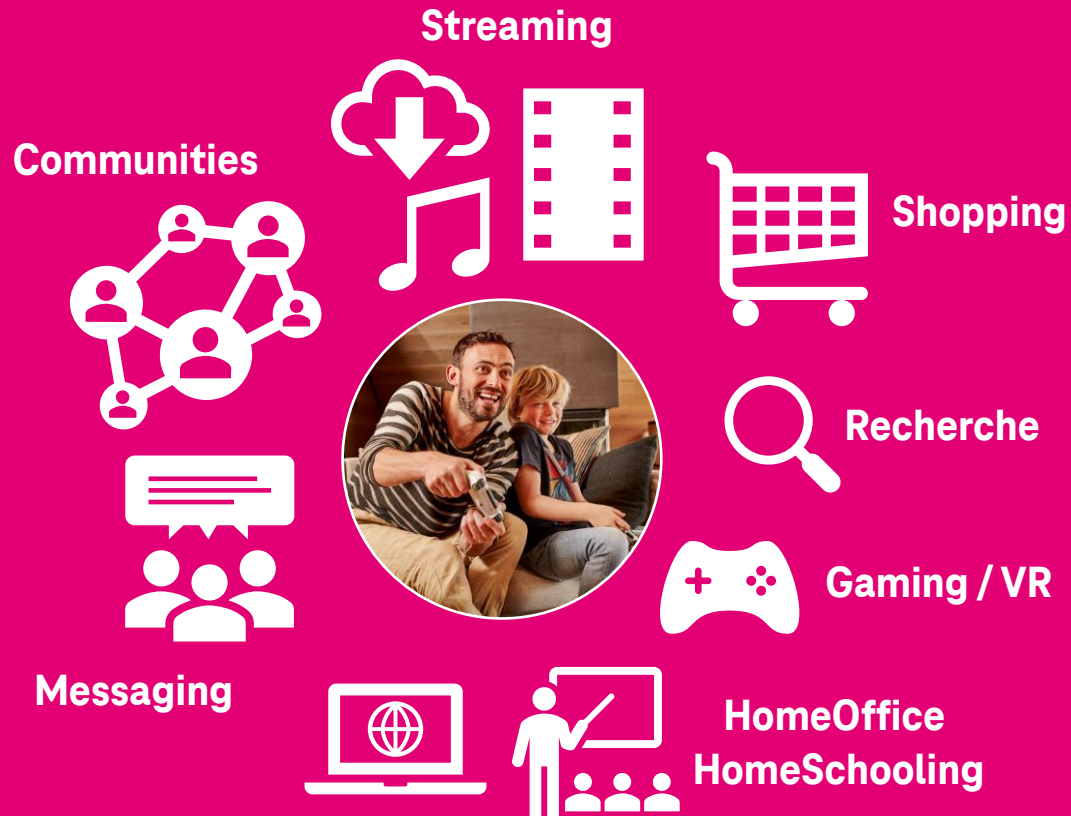 Streaming
Communities
Shopping
Recherche
Gaming / VR
Messaging
HomeOffice
HomeSchooling